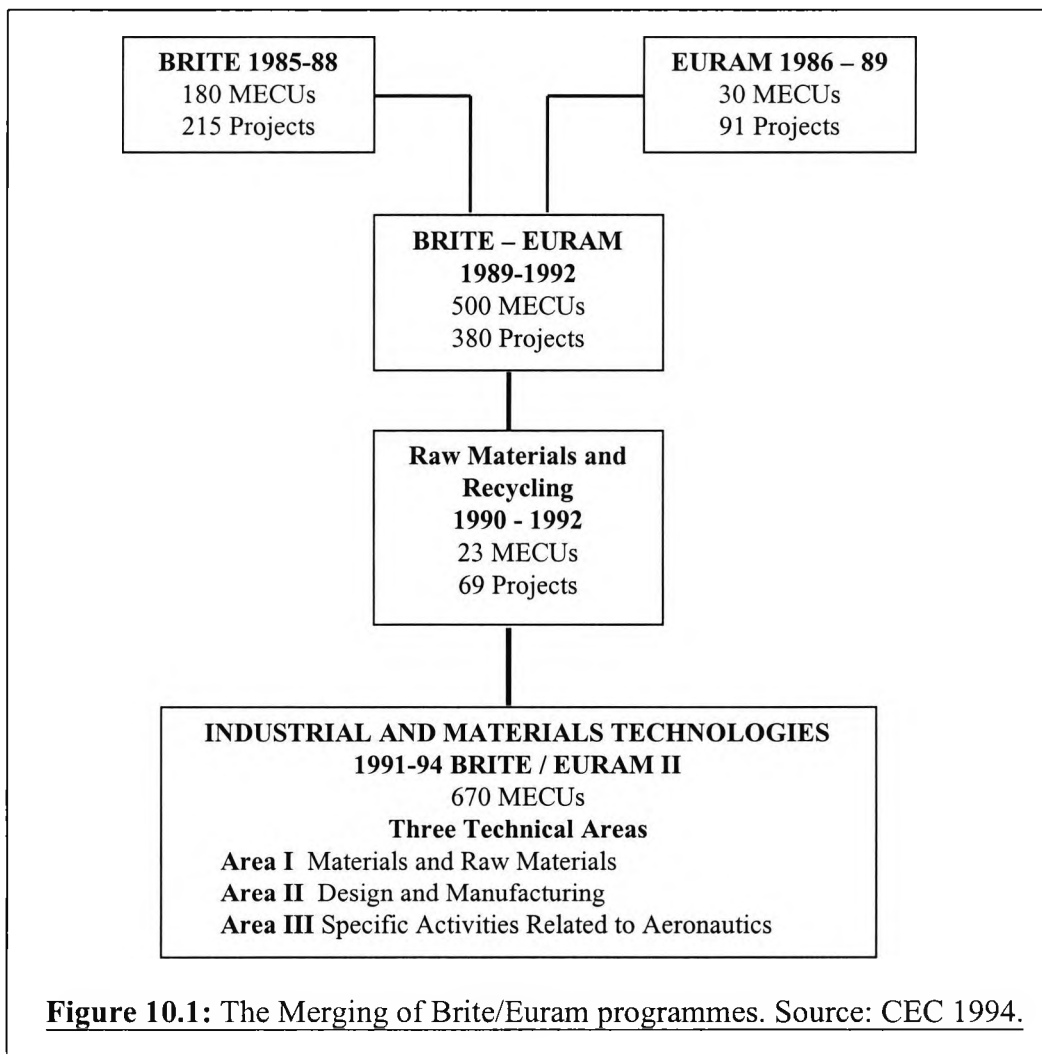 BRITE 1985-88
180 MECUs
215 Projects
EURAM 1986 – 89
30 MECUs
91 Projects
BRITE – EURAM
1989-1992
500 MECUs
380 Projects
Raw Materials and
Recycling
1990 - 1992
23 MECUs
69 Projects
INDUSTRIAL AND MATERIALS TECHNOLOGIES
1991-94 BRITE / EURAM II
670 MECUs
Three Technical Areas
Area I Materials and Raw Materials
Area II Design and Manufacturing
Area III Specific Activities Related to Aeronautics
Figure 10.1: The Merging of Brite/Euram programmes. Source: CEC 1994.